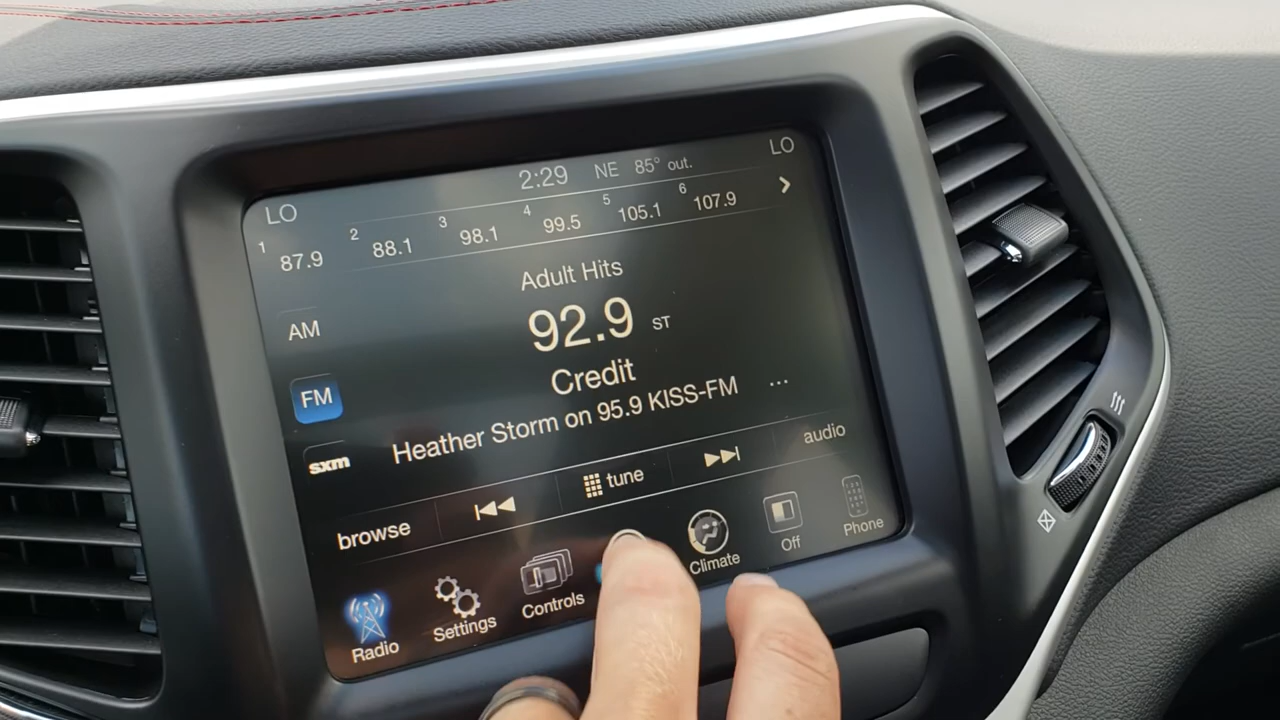 LO 2:29 NE 85° out. LO
1 87.9 2 88.1 3 98.1 4 99.5 5 105.1 6 107.9
Adult Hits
AM
92.9 ST
Credit
FM
Heather Storm on 95.9 KISS-FM ...
sxm
browse tune audio
Radio Settings Controls Climate Off Phone